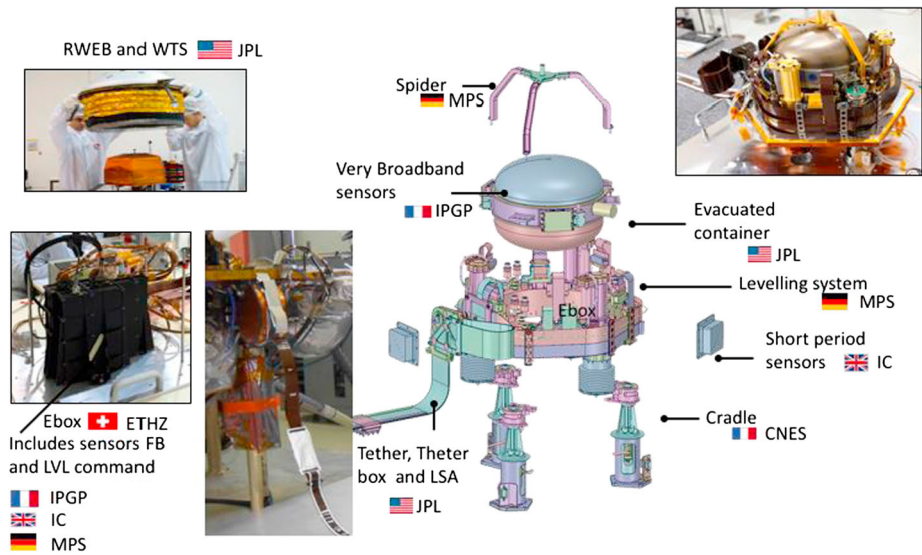 RWEB and WTS JPL
Spider
MPS
Very Broadband
sensors
IPGP
Evacuated
container
JPL
Levelling system
MPS
Ebox
Short period
sensors IC
Ebox ETHZ
Includes sensors FB
and LVL command
IPGP
IC
MPS
Tether, Theter
box and LSA
JPL
Cradle
CNES